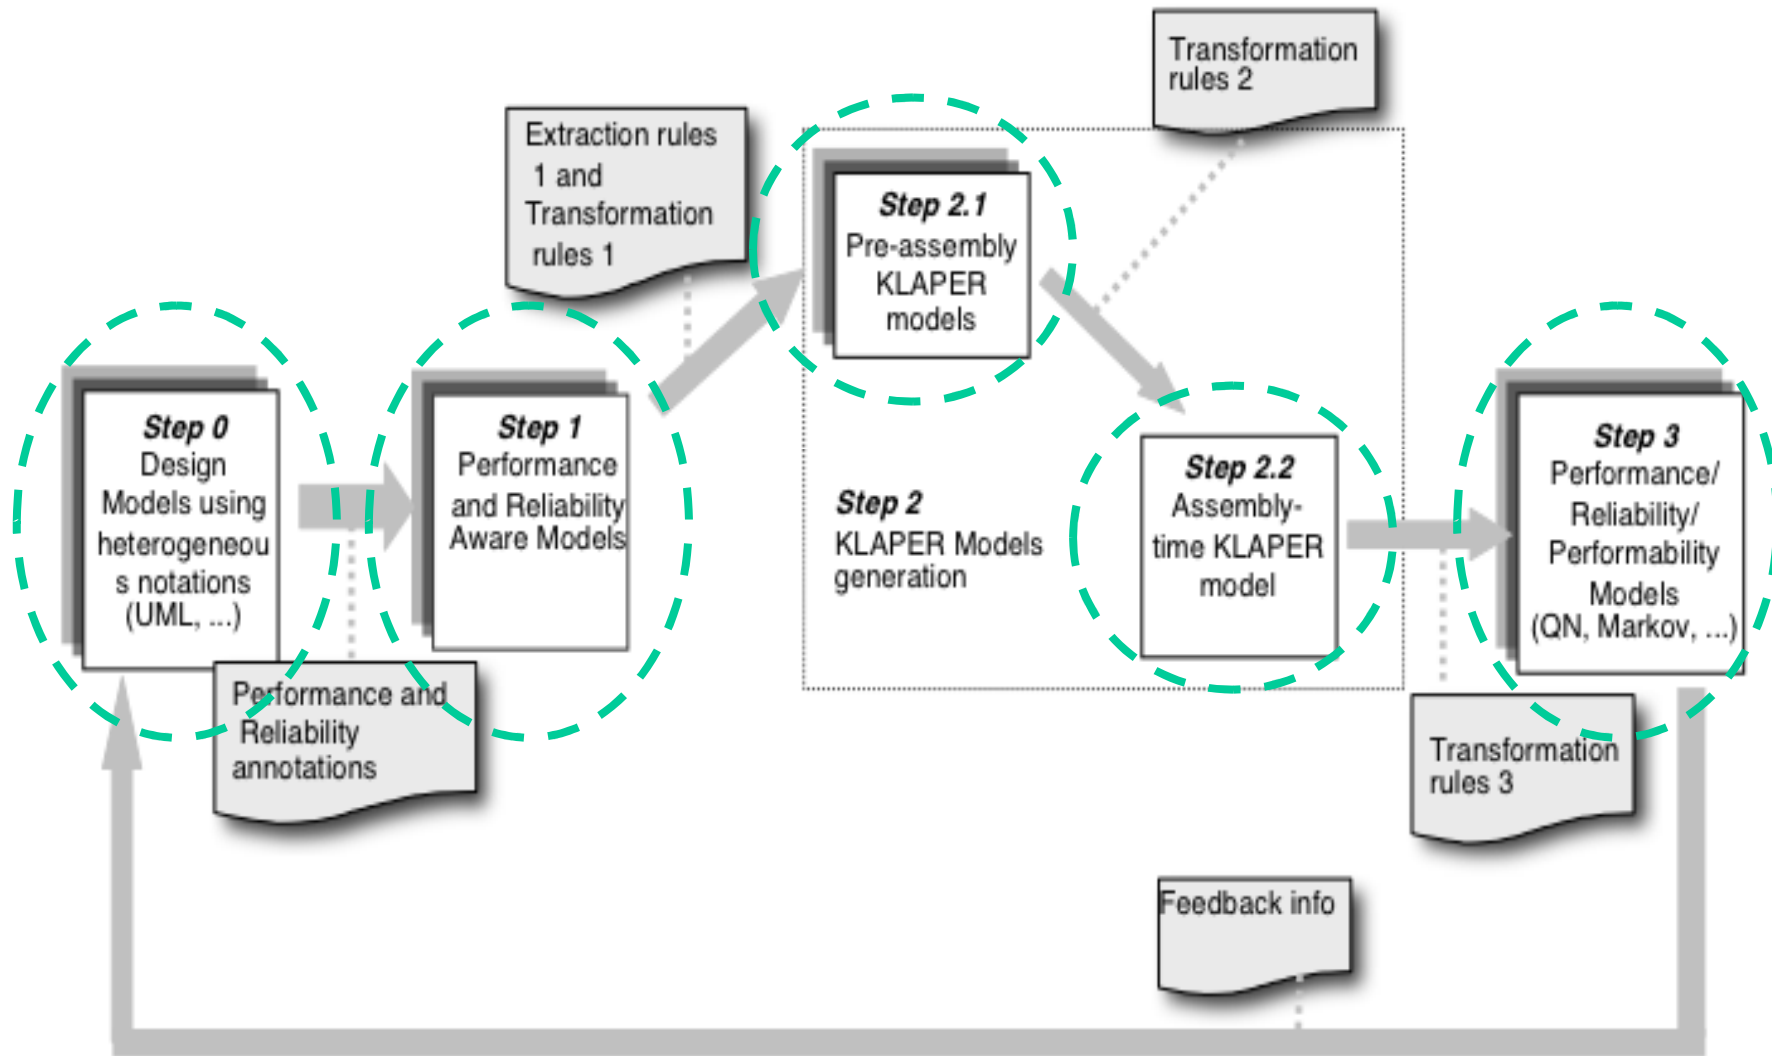 Transformation
rules 2
Extraction rules
1 and
Transformation
rules 1
Step 2.1
Pre-assembly
KLAPER
models
Step 0
Design
Models using
heterogeneou
s notations
(UML, ...)
Step 1
Performance
and Reliability
Aware Models
Step 2
KLAPER Models
generation
Step 2.2
Assembly-
time KLAPER
model
Step 3
Performance/
Reliability/
Performability
Models
(QN, Markov, ...)
Performance and
Reliability
annotations
Transformation
rules 3
Feedback info